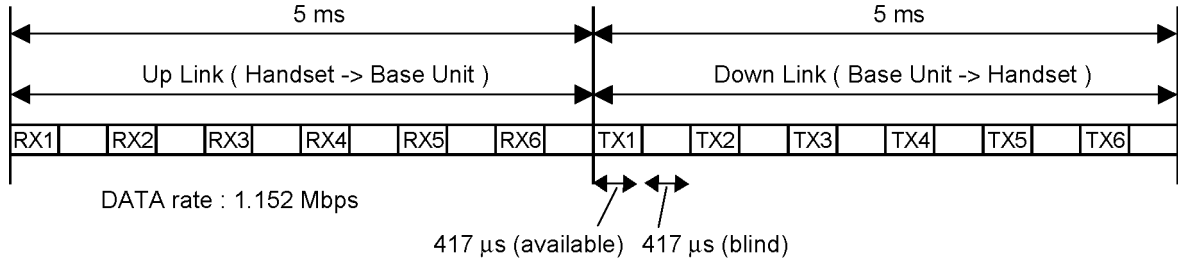 5 ms 5 ms
Up Link ( Handset -> Base Unit ) Down Link ( Base Unit -> Handset )
RX1 RX2 RX3 RX4 RX5 RX6 TX1 TX2 TX3 TX4 TX5 TX6
DATA rate : 1.152 Mbps
417 μs (available) 417 μs (blind)